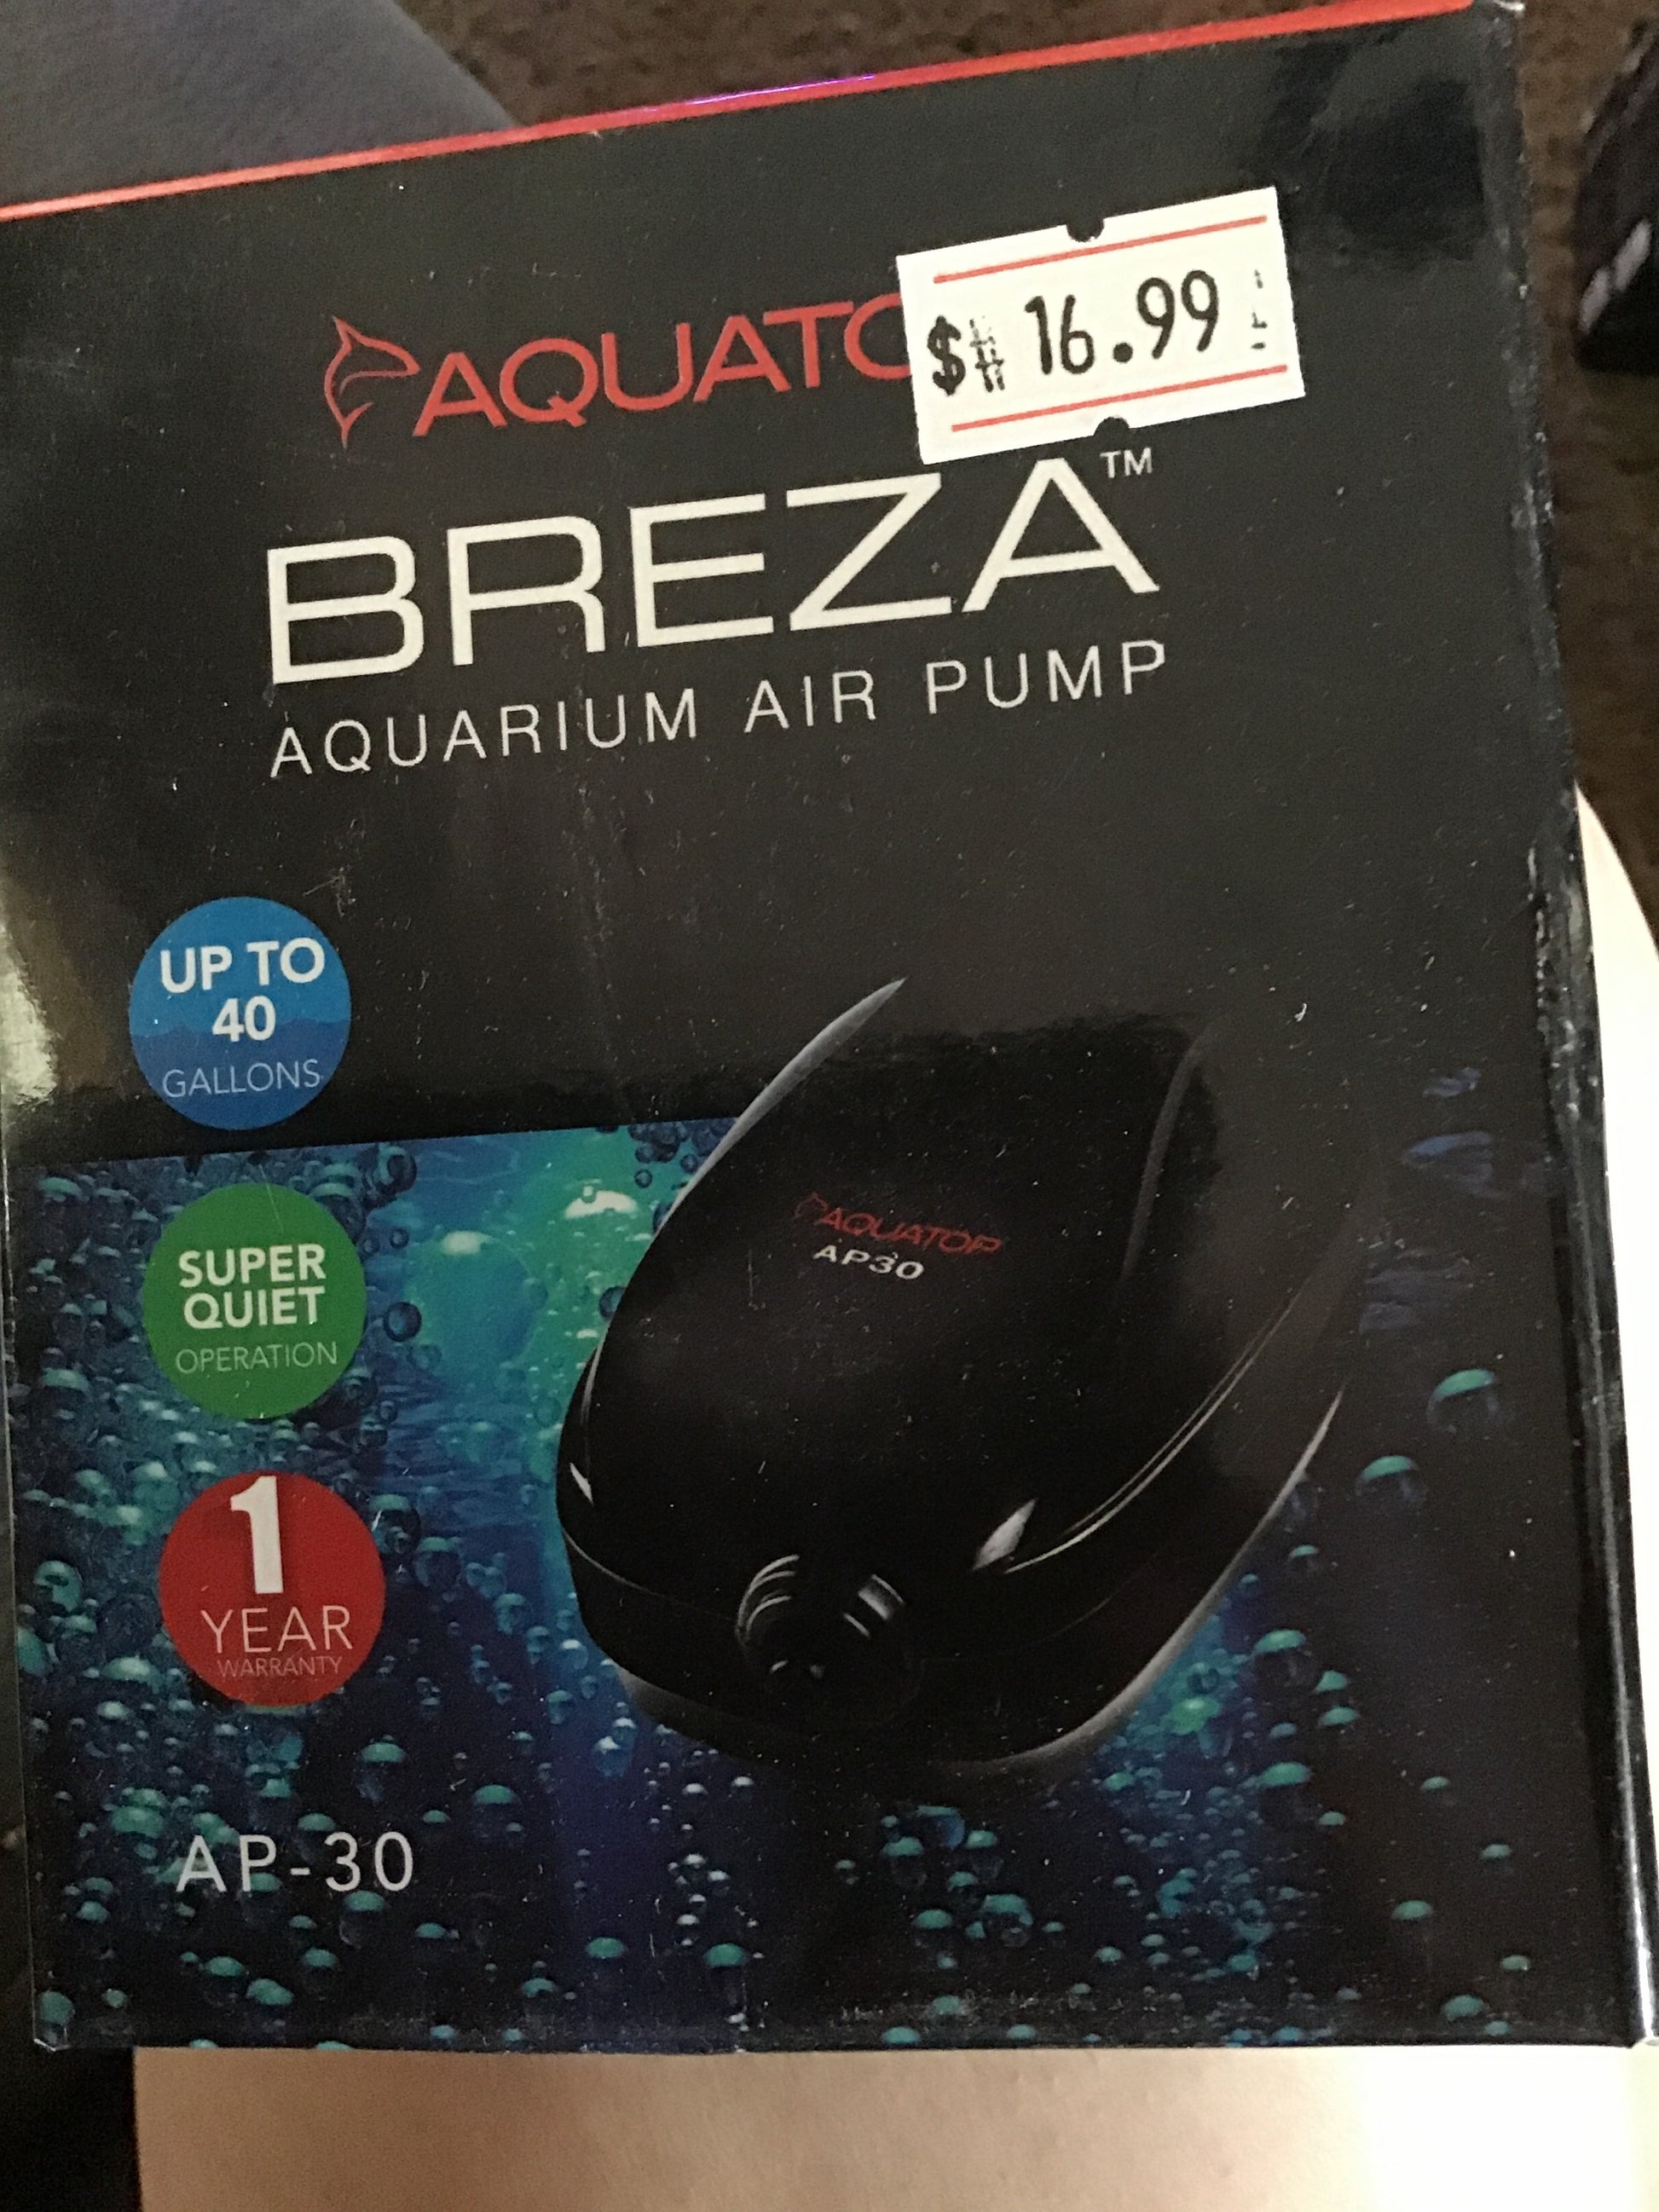 $ 16.99
AQUATO
BREZA™
AQUARIUM AIR PUMP
UP TO
40
GALLONS
SUPER
QUIET
OPERATION
1
YEAR
WARRANTY
AQUATOP
AP30
AP-30